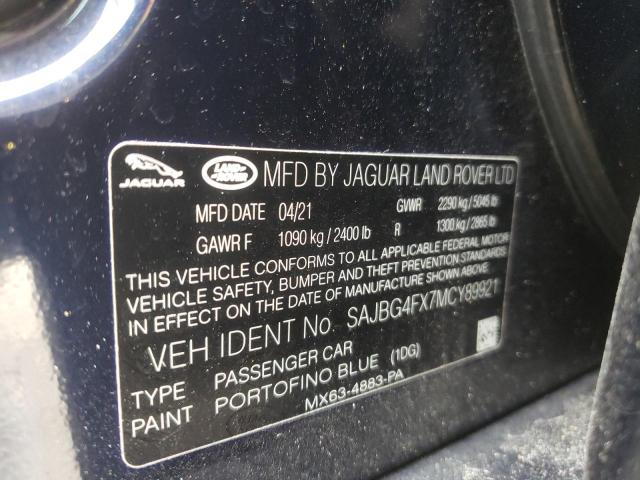 JAGUAR LAND ROVER MFD BY JAGUAR LAND ROVER LTD
MFD DATE 04/21 GVWR 2290 kg / 5045 lb
GAWR F 1090 kg / 2400 lb R 1300 kg / 2865 lb
THIS VEHICLE CONFORMS TO ALL APPLICABLE FEDERAL MOTOR
VEHICLE SAFETY, BUMPER AND THEFT PREVENTION STANDARDS
IN EFFECT ON THE DATE OF MANUFACTURE SHOWN ABOVE.
VEH IDENT No. SAJBG4FX7MCY89921
TYPE PASSENGER CAR
PAINT PORTOFINO BLUE (1DG)
MX63-4883-PA